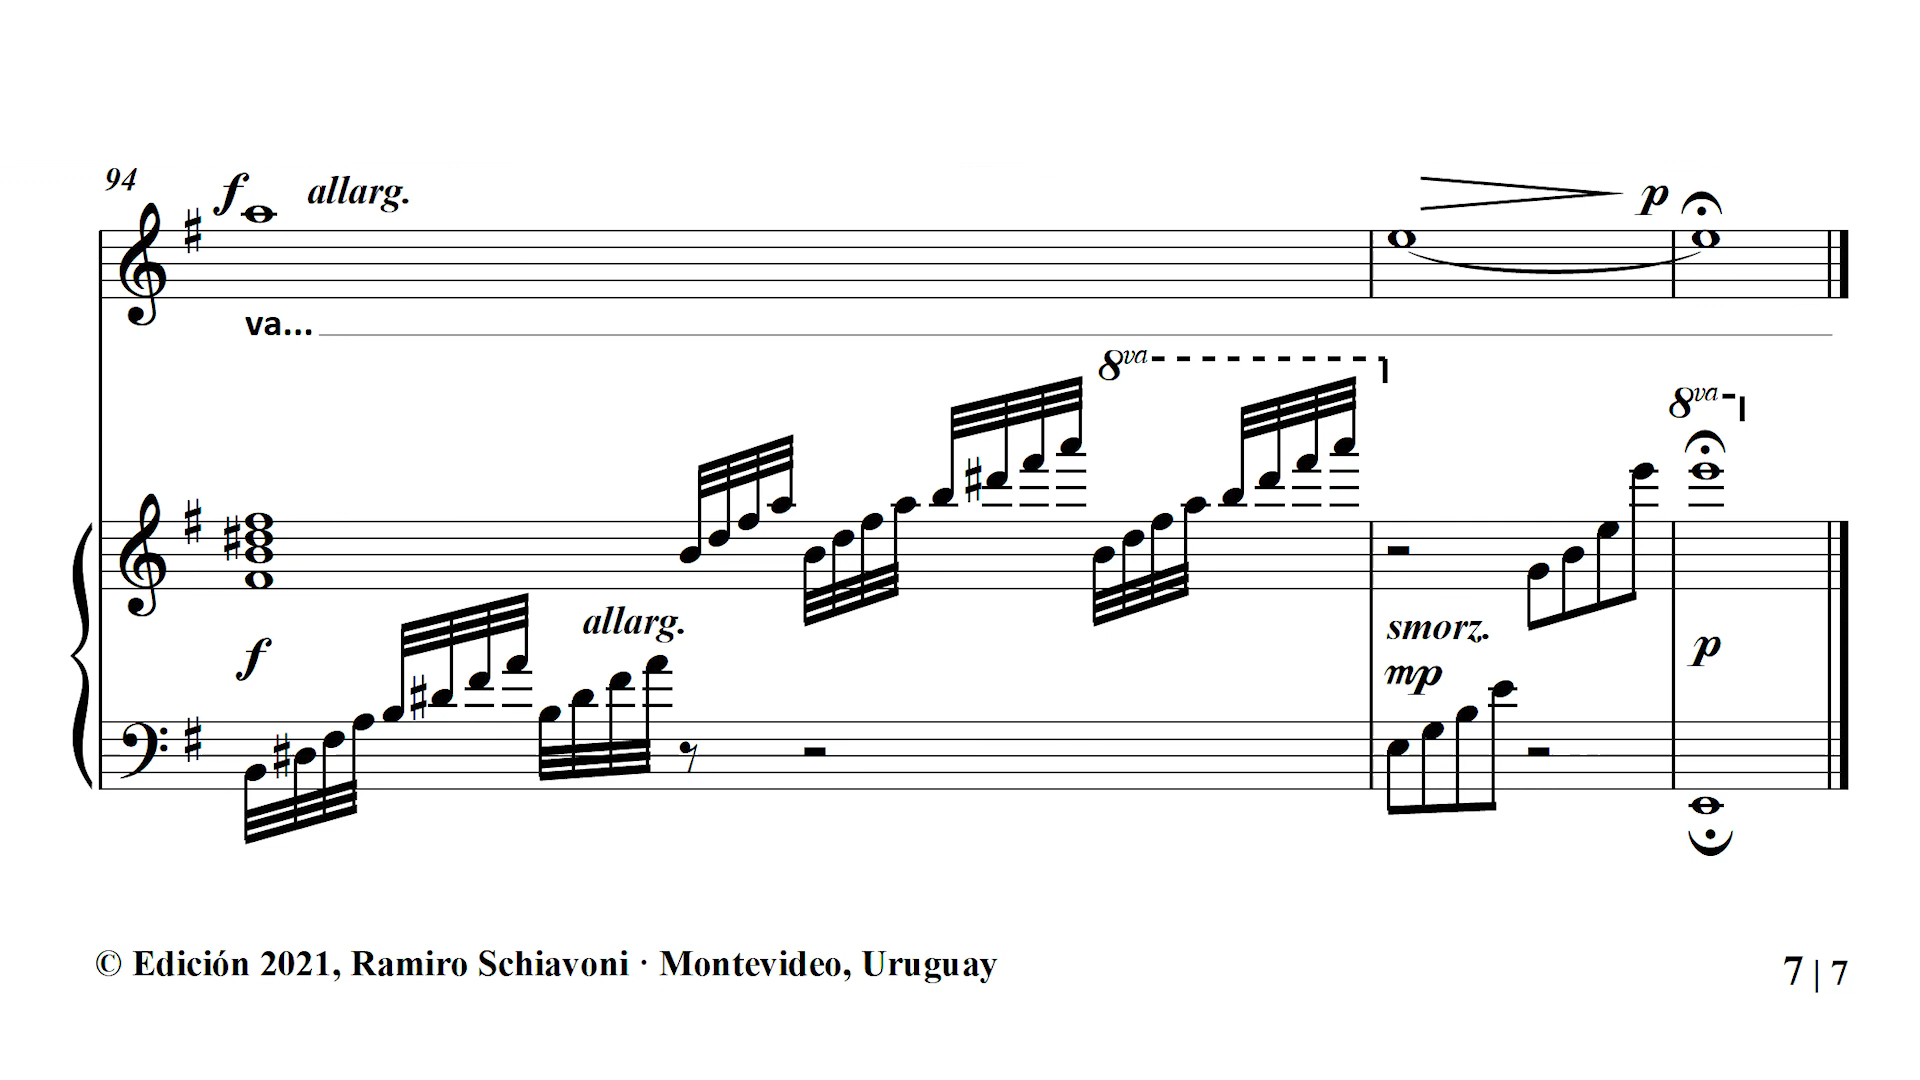 94
f allarg.
p
va...
8va
8va
allarg.
f
smorz.
mp
p
© Edición 2021, Ramiro Schiavoni · Montevideo, Uruguay
7 | 7